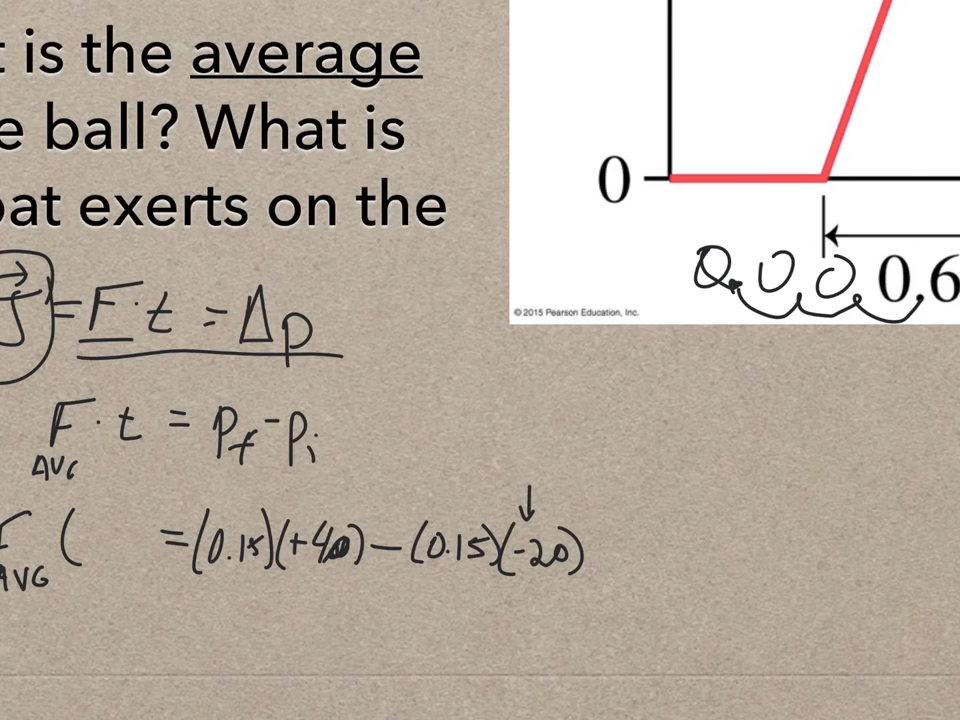 t is the average
e ball? What is
bat exerts on the
0
0.00 0.6
© 2015 Pearson Education, Inc.
J = F · t = Δp
F AVG · t = pf - pi
F AVG ( = (0.15)(+40) - (0.15)(-20)